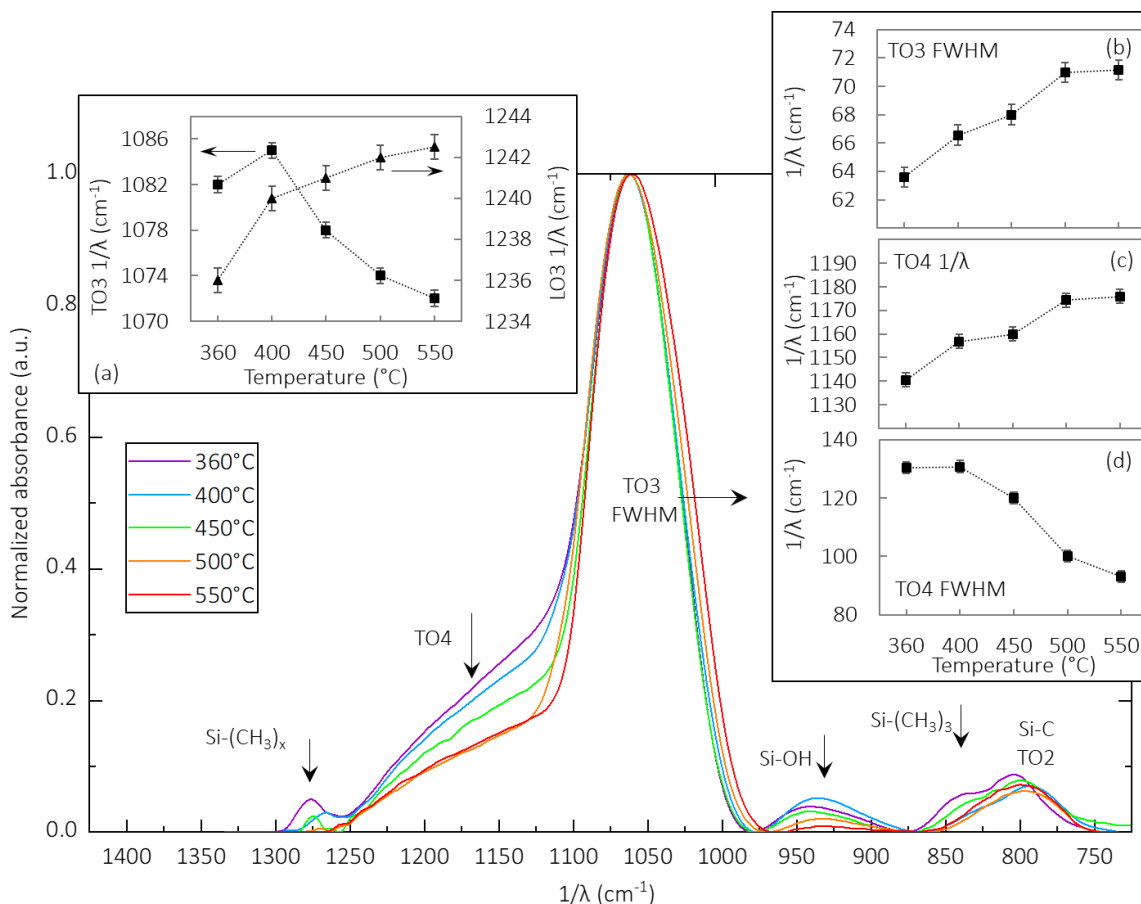 TO3 FWHM
(b)
74
72
70
68
66
64
62
1/λ (cm⁻¹)
TO4 1/λ
(c)
1190
1180
1170
1160
1150
1140
1130
1/λ (cm⁻¹)
(d)
130
120
100
80
1/λ (cm⁻¹)
TO4 FWHM
360 400 450 500 550
Temperature (°C)
1086
1082
1078
1074
1070
TO3 1/λ (cm⁻¹)
1244
1242
1240
1238
1236
1234
LO3 1/λ (cm⁻¹)
360 400 450 500 550
(a)
Temperature (°C)
1.0
0.8
0.6
0.4
0.2
0.0
Normalized absorbance (a.u.)
360°C
400°C
450°C
500°C
550°C
TO3
FWHM
TO4
Si-(CH₃)ₓ
Si-OH
Si-(CH₃)₃
Si-C
TO2
1400 1350 1300 1250 1200 1150 1100 1050 1000 950 900 850 800 750
1/λ (cm⁻¹)